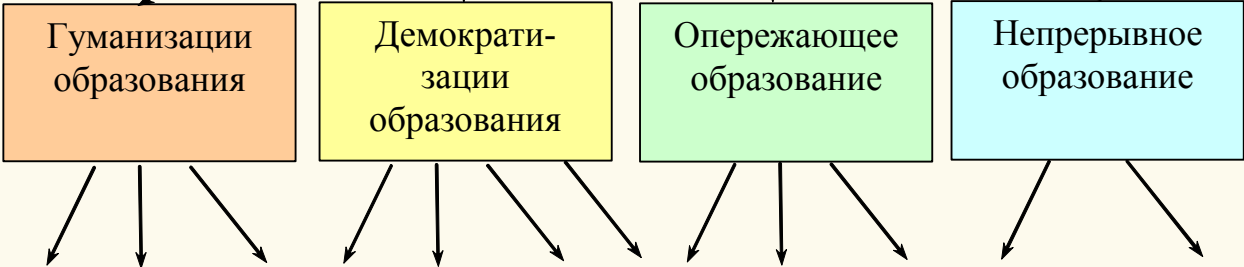 Гуманизации
образования
Демократи-
зации
образования
Опережающее
образование
Непрерывное
образование